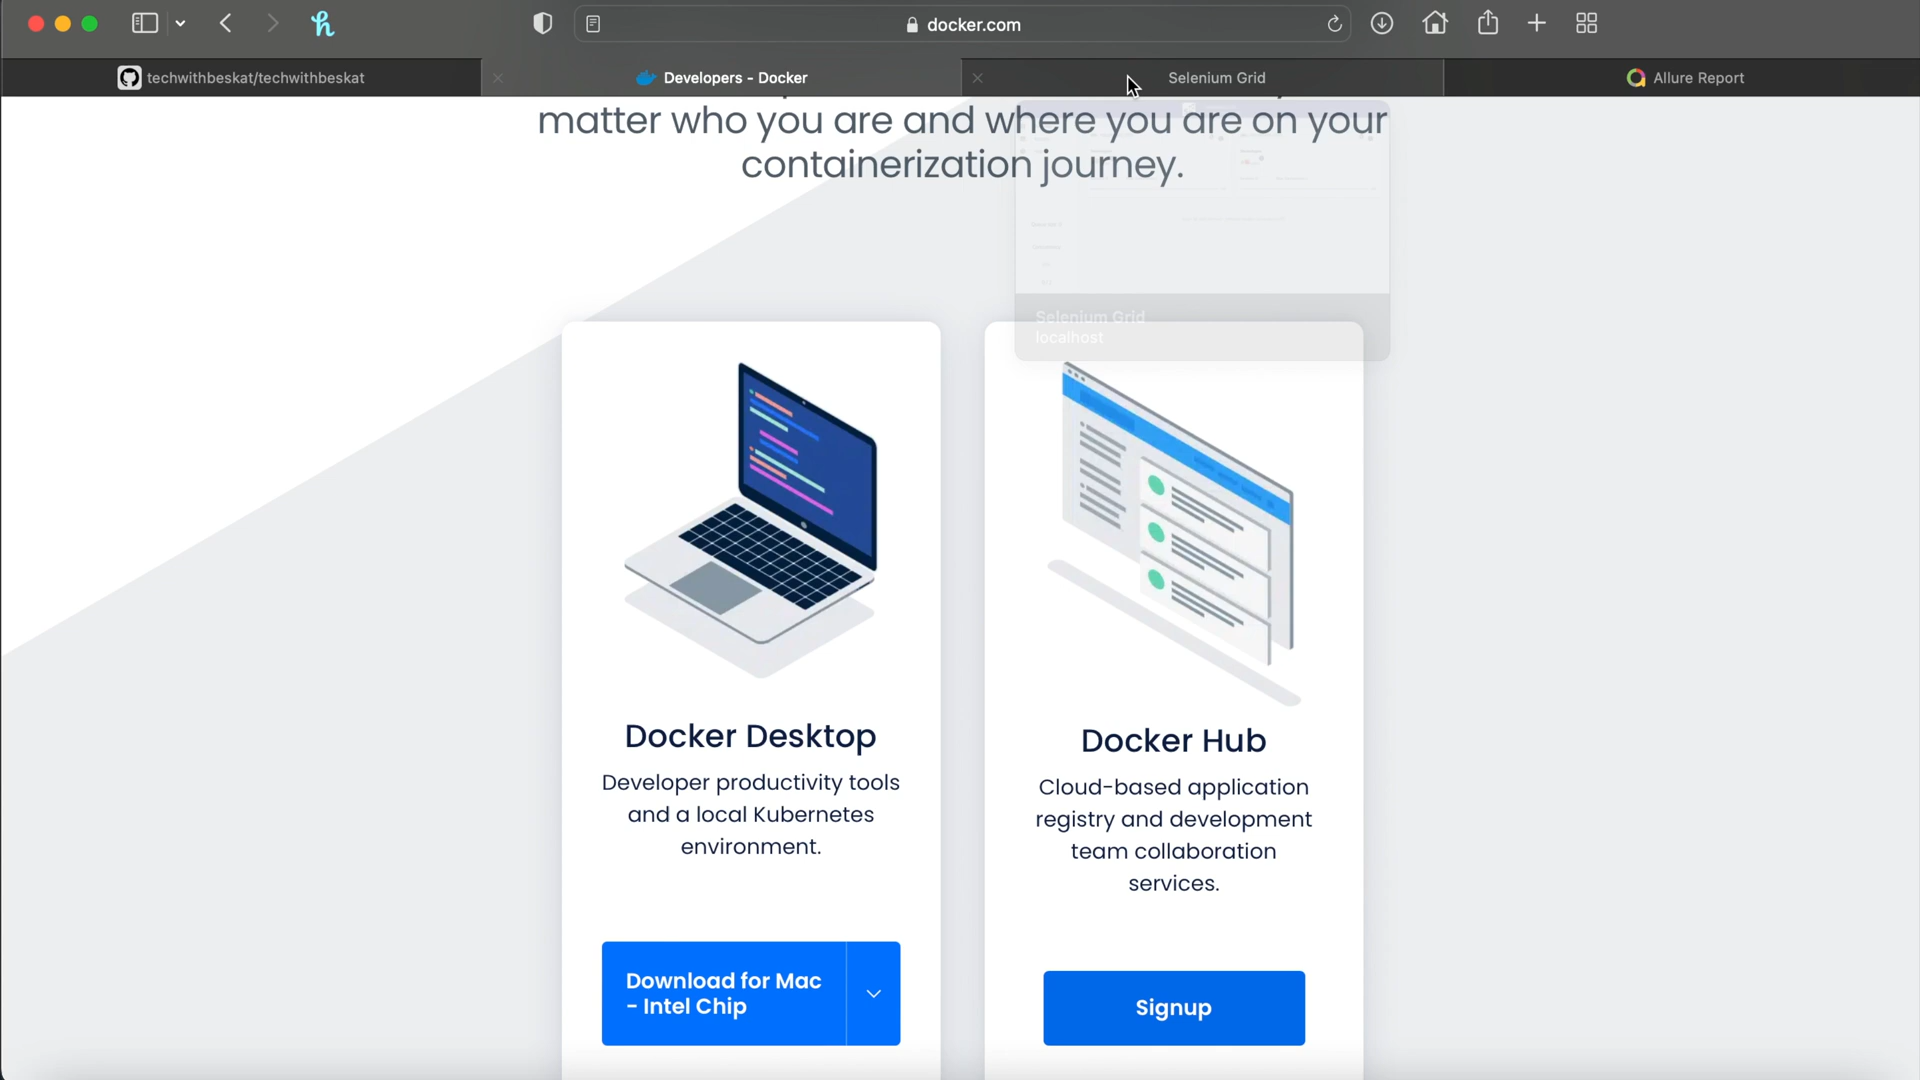 docker.com
techwithbeskat/techwithbeskat
Developers - Docker
Selenium Grid
Allure Report
matter who you are and where you are on your
containerization journey.
Selenium Grid
localhost
Docker Desktop
Developer productivity tools
and a local Kubernetes
environment.
Download for Mac
- Intel Chip
Docker Hub
Cloud-based application
registry and development
team collaboration
services.
Signup